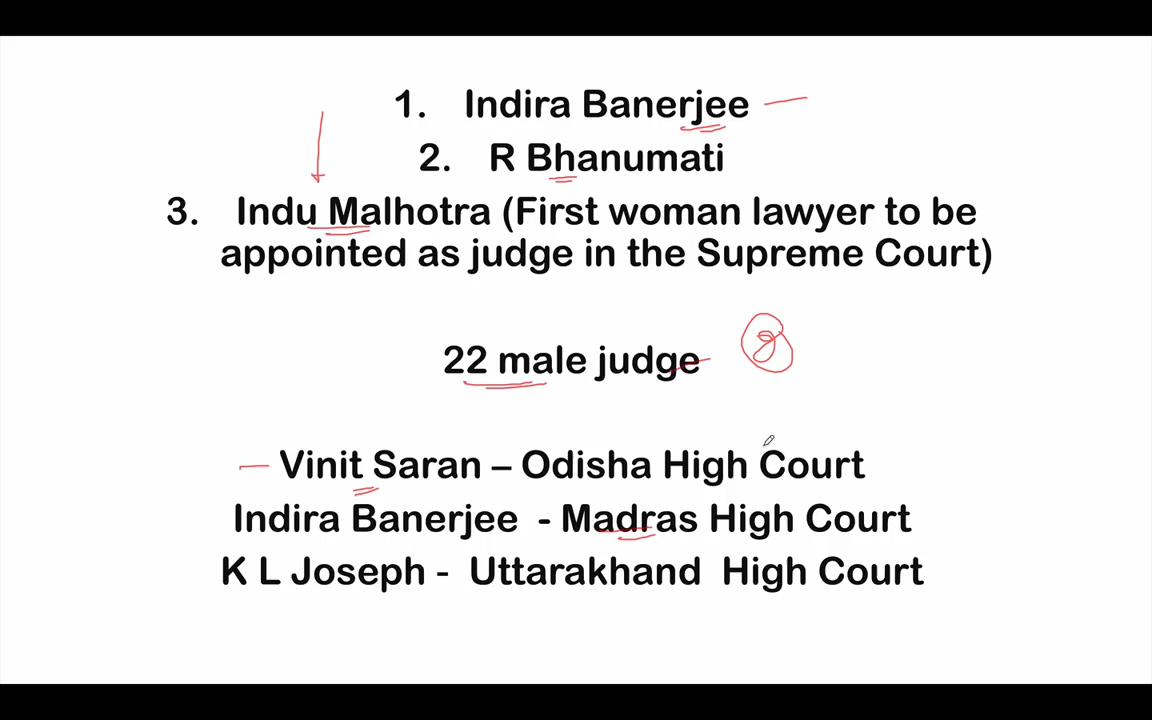 1. Indira Banerjee
2. R Bhanumati
3. Indu Malhotra (First woman lawyer to be
appointed as judge in the Supreme Court)
22 male judge
Vinit Saran – Odisha High Court
Indira Banerjee - Madras High Court
K L Joseph - Uttarakhand High Court